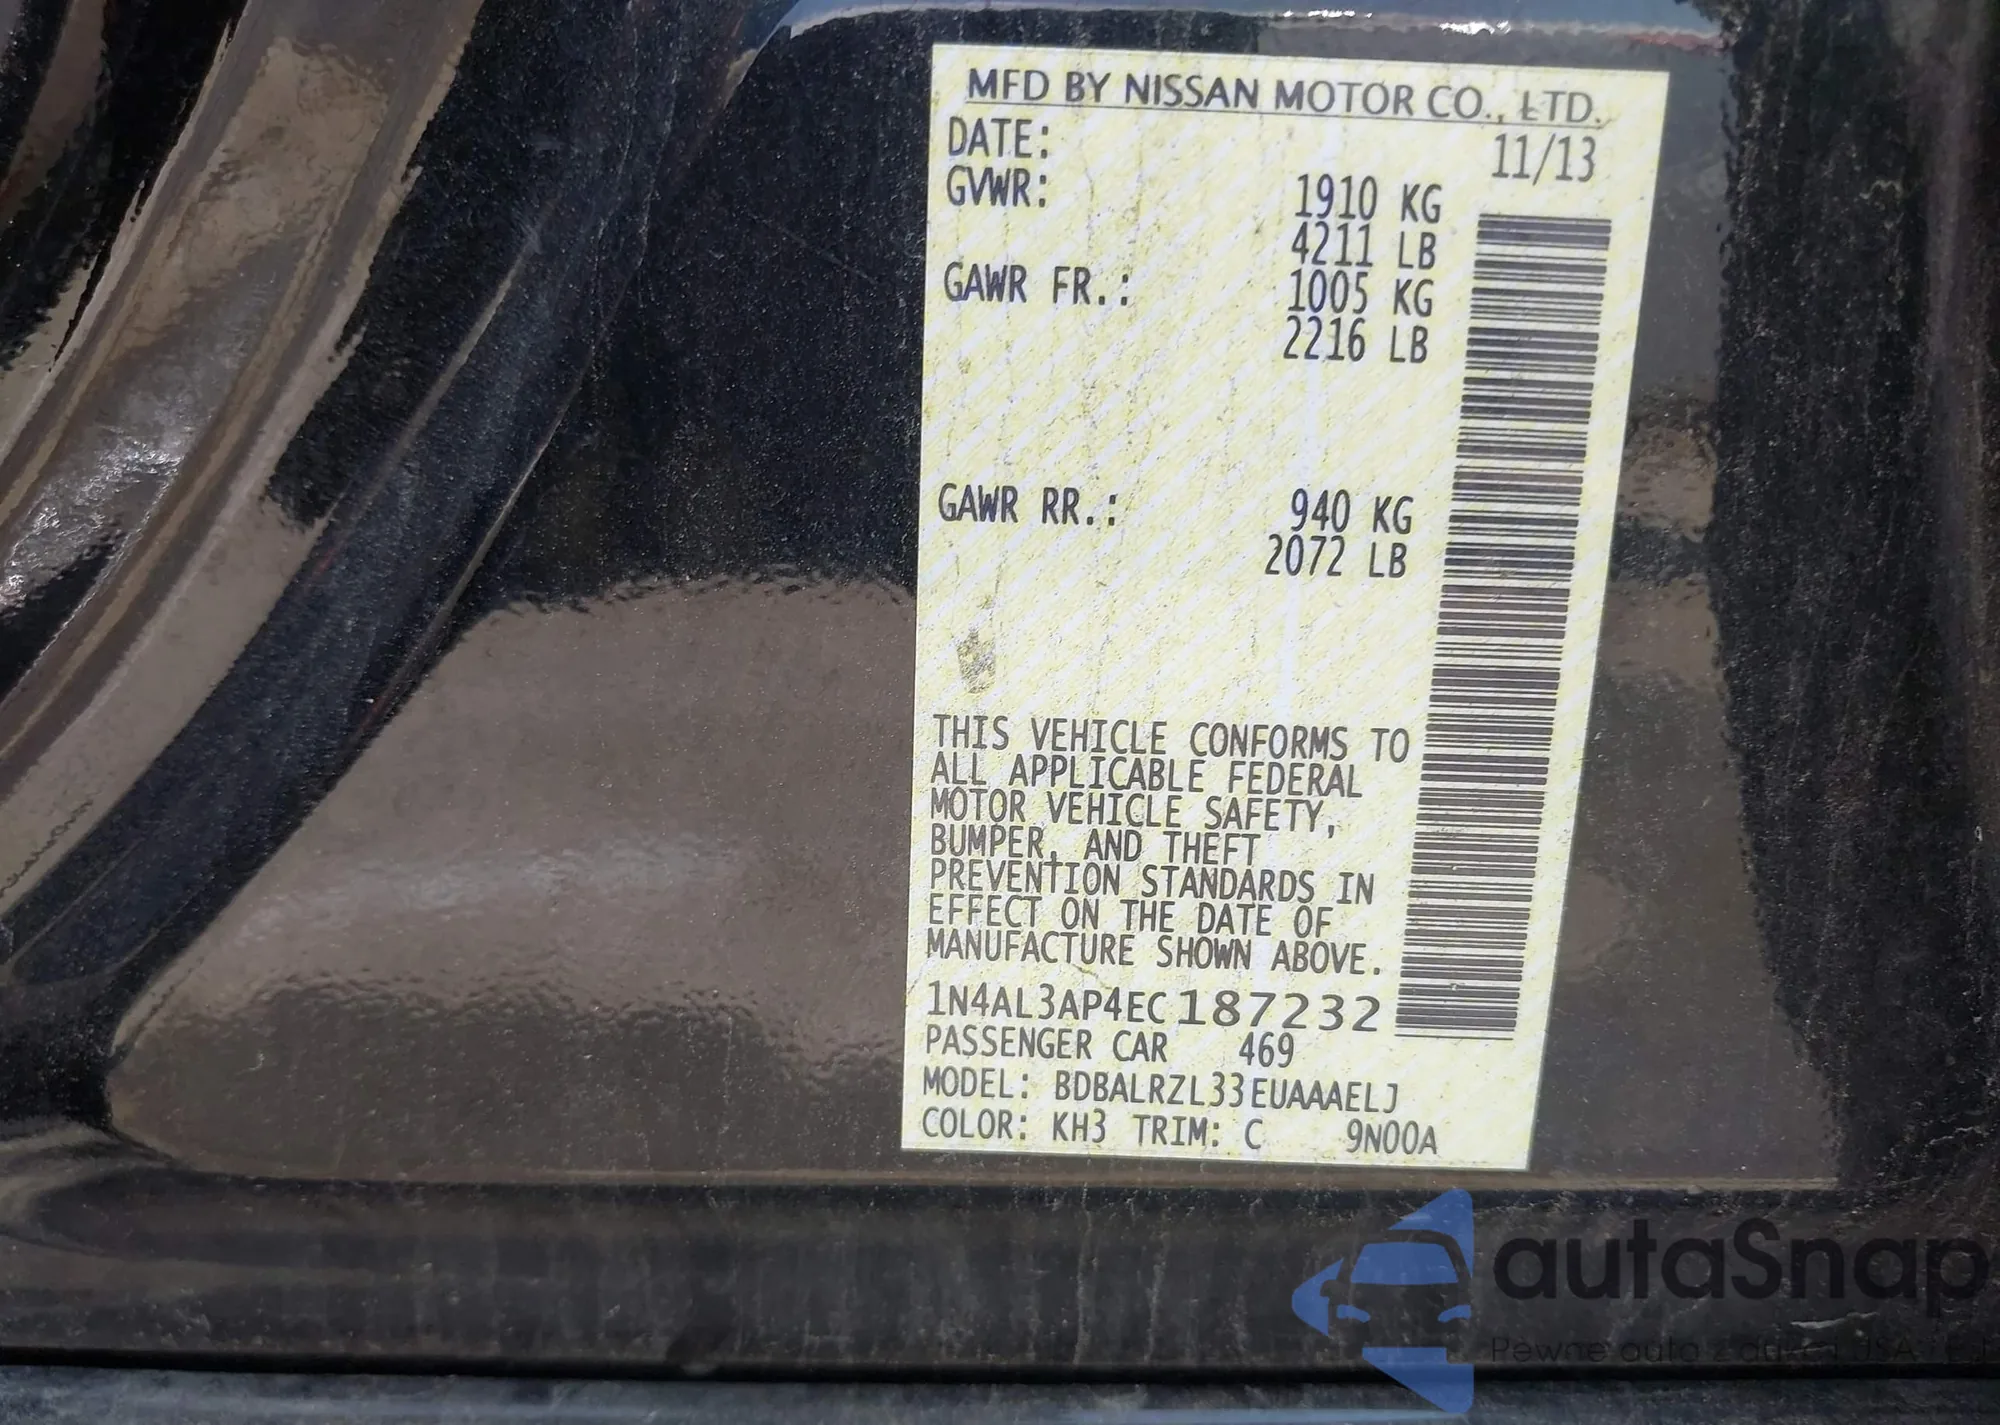 MFD BY NISSAN MOTOR CO., LTD.
DATE: 11/13
GVWR: 1910 KG
4211 LB
GAWR FR.: 1005 KG
2216 LB
GAWR RR.: 940 KG
2072 LB
THIS VEHICLE CONFORMS TO
ALL APPLICABLE FEDERAL
MOTOR VEHICLE SAFETY,
BUMPER, AND THEFT
PREVENTION STANDARDS IN
EFFECT ON THE DATE OF
MANUFACTURE SHOWN ABOVE.
1N4AL3AP4EC187232
PASSENGER CAR 469
MODEL: BDBALRZL33EUAAAELJ
COLOR: KH3 TRIM: C 9N00A
autaSnap
Pewne auto z